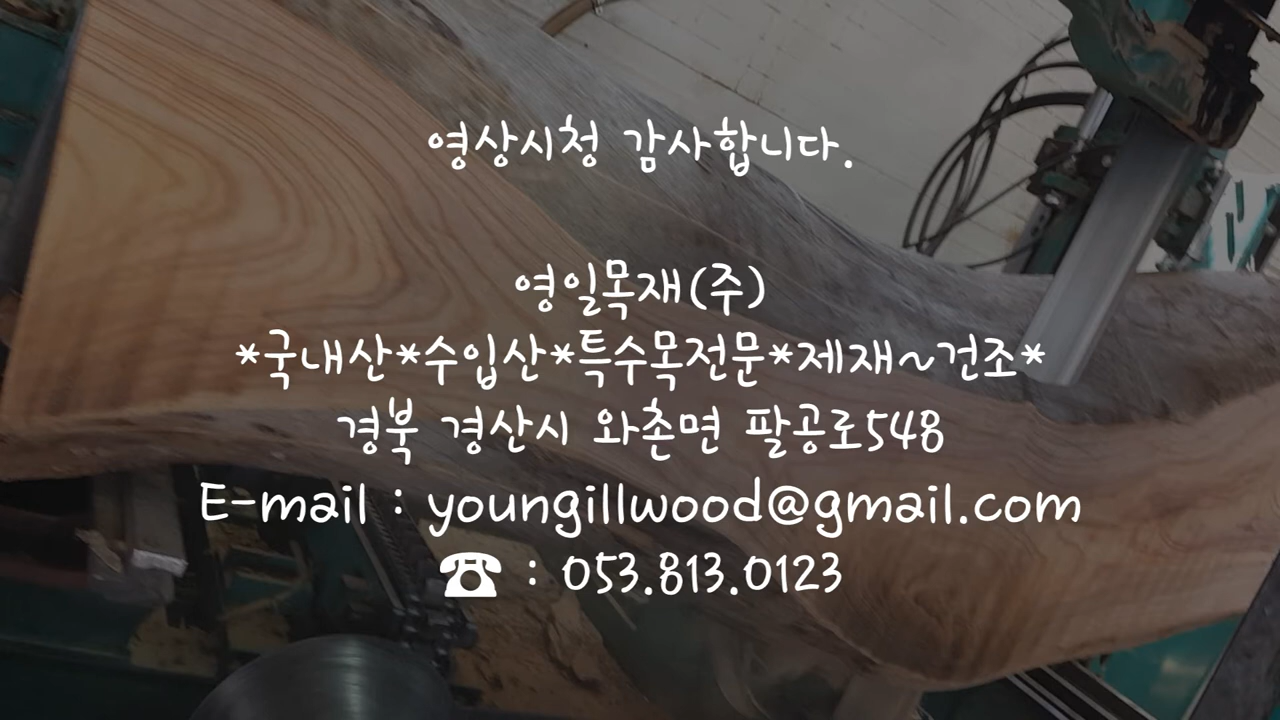 영상시청 감사합니다.
영일목재(주)
*국내산*수입산*특수목전문*제재~건조*
경북 경산시 와촌면 팔공로548
E-mail : youngillwood@gmail.com
☎ : 053.813.0123